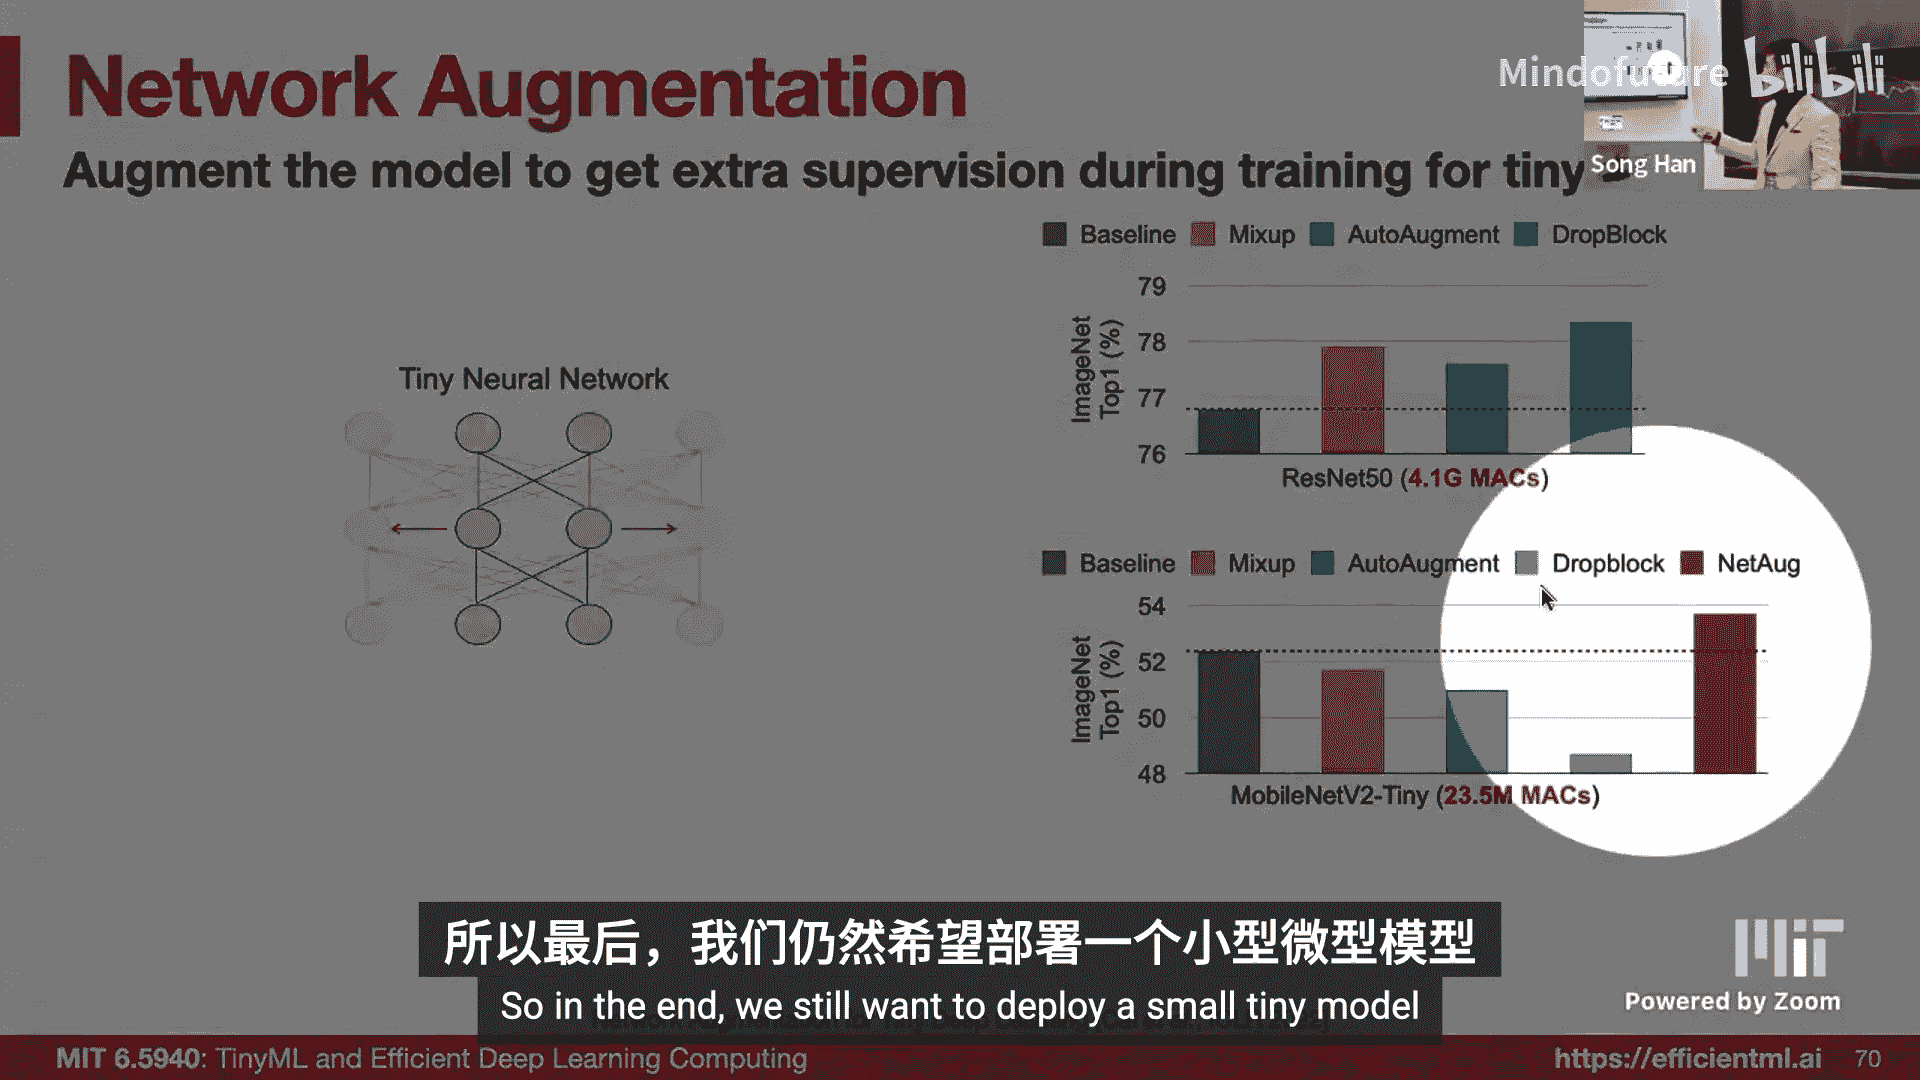 Network Augmentation
Mindofuture
bilibili
Augment the model to get extra supervision during training for tiny
Song Han
Baseline Mixup AutoAugment DropBlock
79
78
77
76
ImageNet
Top1 (%)
ResNet50 (4.1G MACs)
Tiny Neural Network
Baseline Mixup AutoAugment Dropblock NetAug
54
52
50
48
ImageNet
Top1 (%)
MobileNetV2-Tiny (23.5M MACs)
所以最后，我们仍然希望部署一个小型微型模型
So in the end, we still want to deploy a small tiny model
MIT
Powered by Zoom
MIT 6.5940: TinyML and Efficient Deep Learning Computing
https://efficientml.ai
70